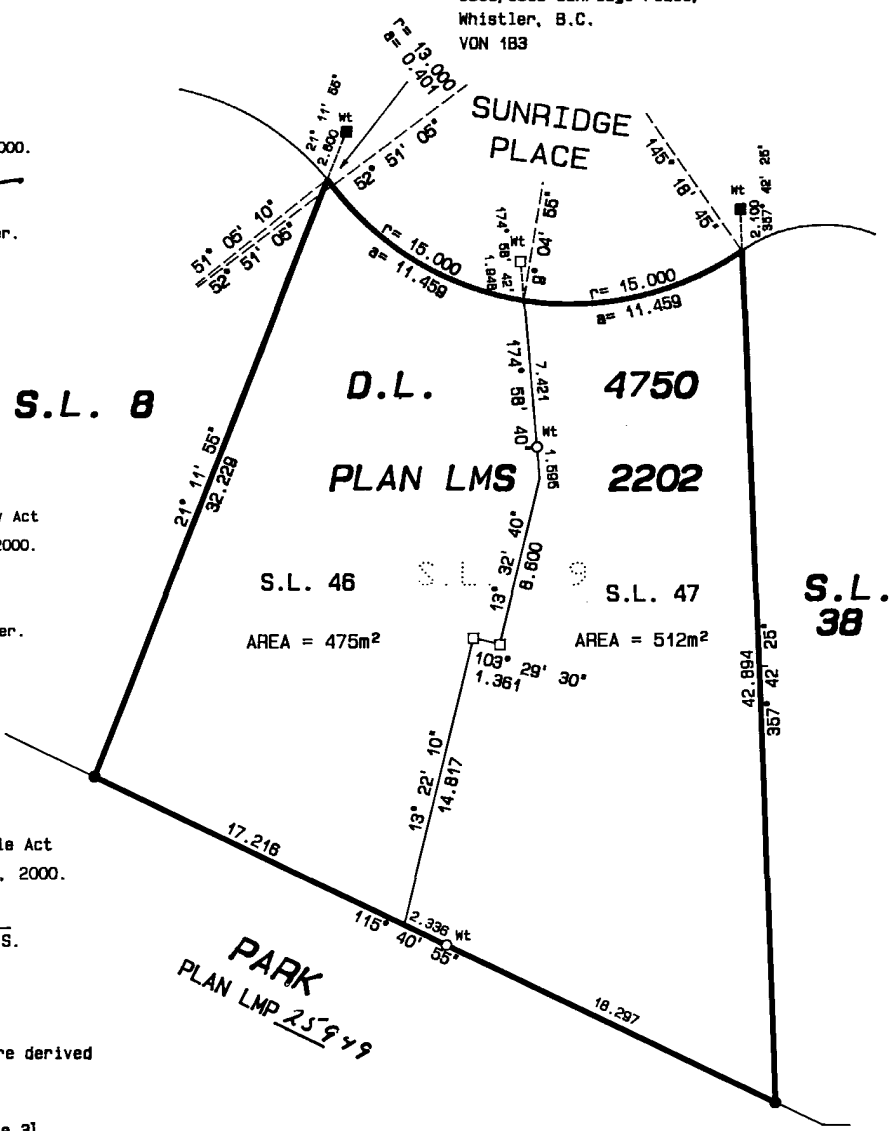 Whistler, B.C.
VON 1B3
r= 13.000
a= 0.401
21° 11' 55"
2.600
Wt
52° 51' 05"
51° 05' 10"
52° 51' 05"
SUNRIDGE
PLACE
145° 18' 45"
Wt
2.100
357° 42' 25"
174° 58' 42"
Wt
1.848
8° 04' 55"
r= 15.000
a= 11.459
r= 15.000
a= 11.459
000.
er.
S.L. 8
D.L. 4750
174° 58' 40"
7.421
Wt
1.595
PLAN LMS 2202
21° 11' 55"
32.229
y Act
2000.
13° 32' 40"
8.600
S.L. 9
S.L. 46
AREA = 475m²
S.L. 47
AREA = 512m²
S.L.
38
er.
103° 29' 30"
1.361
42.894
357° 42' 25"
13° 22' 10"
14.817
17.216
le Act
, 2000.
S.
2.336
Wt
115° 40' 55"
PARK
PLAN LMP 25949
18.297
re derived